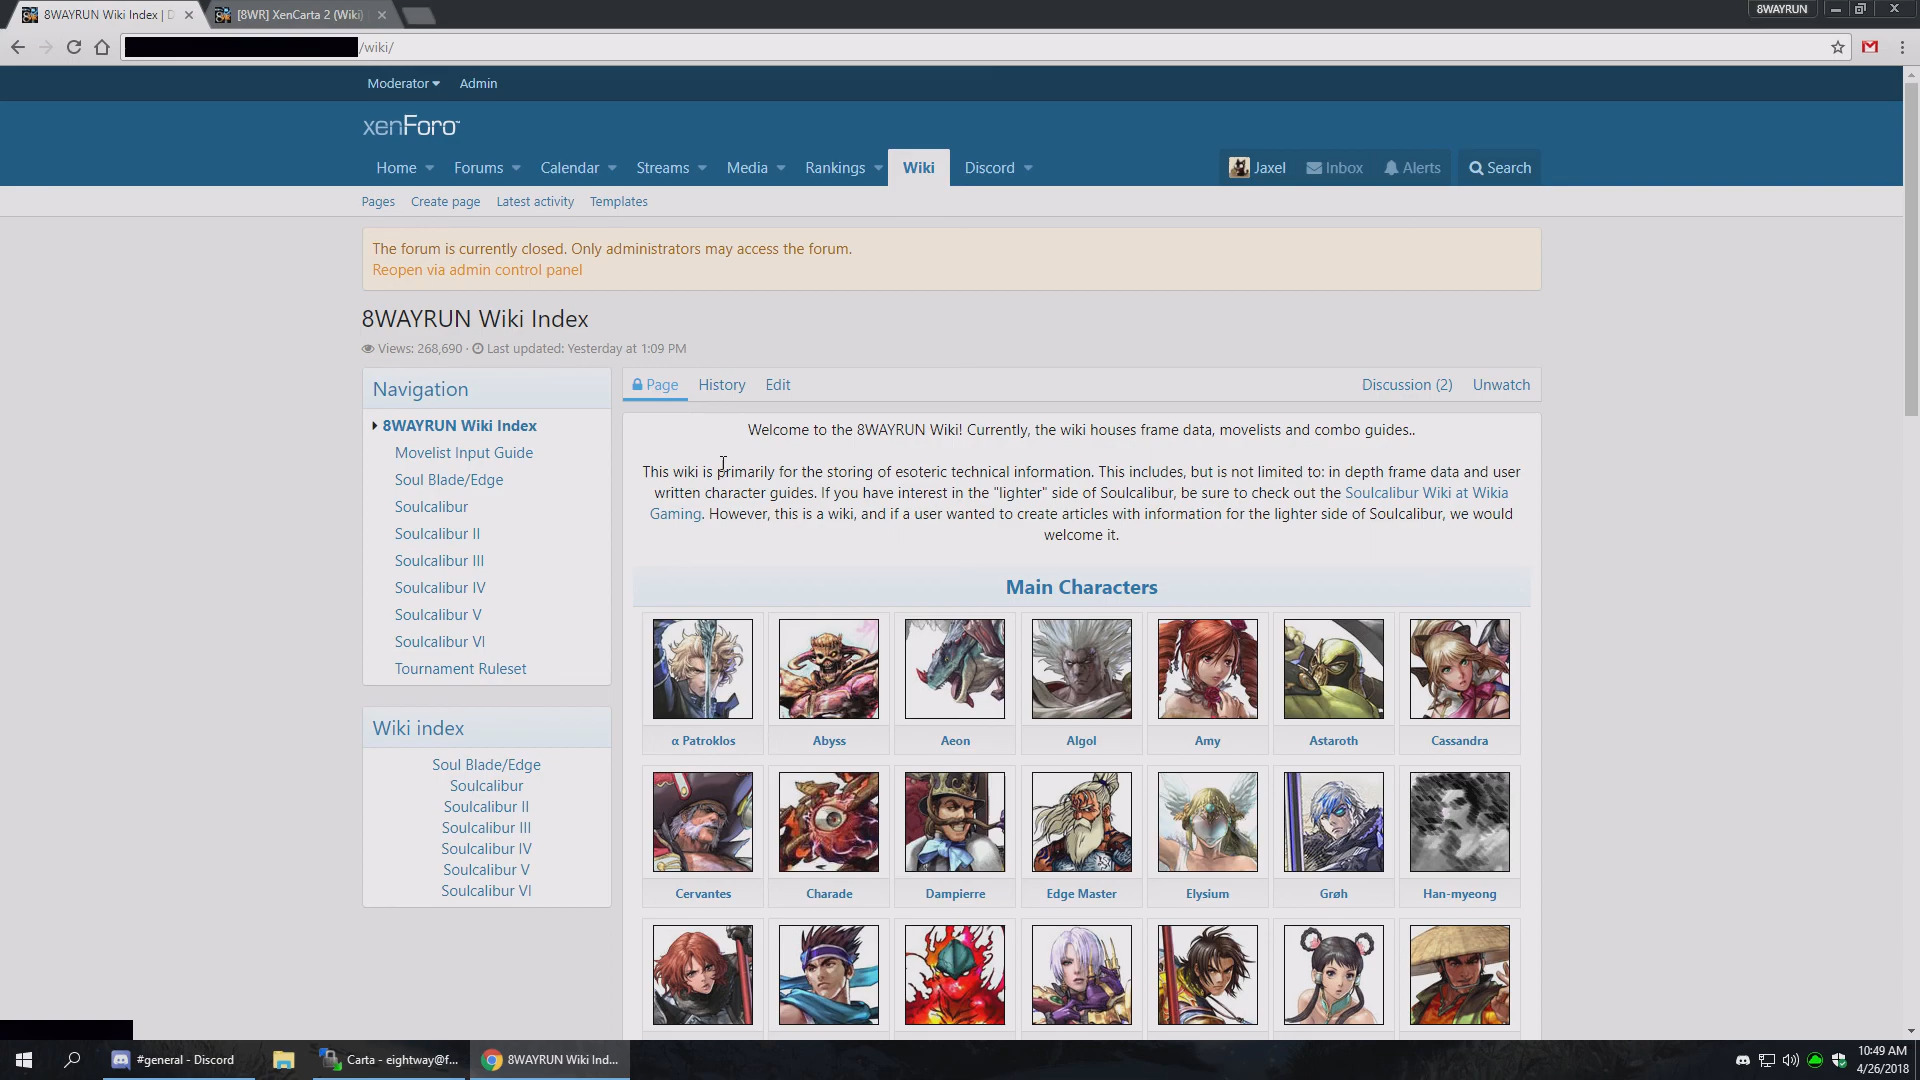 8WAYRUN Wiki Index | D
[8WR] XenCarta 2 (Wiki)
8WAYRUN
/wiki/
Moderator
Admin
xenForo
Home
Forums
Calendar
Streams
Media
Rankings
Wiki
Discord
Jaxel
Inbox
Alerts
Search
Pages
Create page
Latest activity
Templates
The forum is currently closed. Only administrators may access the forum.
Reopen via admin control panel
8WAYRUN Wiki Index
Views: 268,690 · Last updated: Yesterday at 1:09 PM
Navigation
8WAYRUN Wiki Index
Movelist Input Guide
Soul Blade/Edge
Soulcalibur
Soulcalibur II
Soulcalibur III
Soulcalibur IV
Soulcalibur V
Soulcalibur VI
Tournament Ruleset
Wiki index
Soul Blade/Edge
Soulcalibur
Soulcalibur II
Soulcalibur III
Soulcalibur IV
Soulcalibur V
Soulcalibur VI
Page
History
Edit
Discussion (2)
Unwatch
Welcome to the 8WAYRUN Wiki! Currently, the wiki houses frame data, movelists and combo guides..
This wiki is primarily for the storing of esoteric technical information. This includes, but is not limited to: in depth frame data and user
written character guides. If you have interest in the "lighter" side of Soulcalibur, be sure to check out the Soulcalibur Wiki at Wikia
Gaming. However, this is a wiki, and if a user wanted to create articles with information for the lighter side of Soulcalibur, we would
welcome it.
Main Characters
α Patroklos
Abyss
Aeon
Algol
Amy
Astaroth
Cassandra
Cervantes
Charade
Dampierre
Edge Master
Elysium
Grøh
Han-myeong
#general - Discord
Carta - eightway@f...
8WAYRUN Wiki Ind...
10:49 AM
4/26/2018